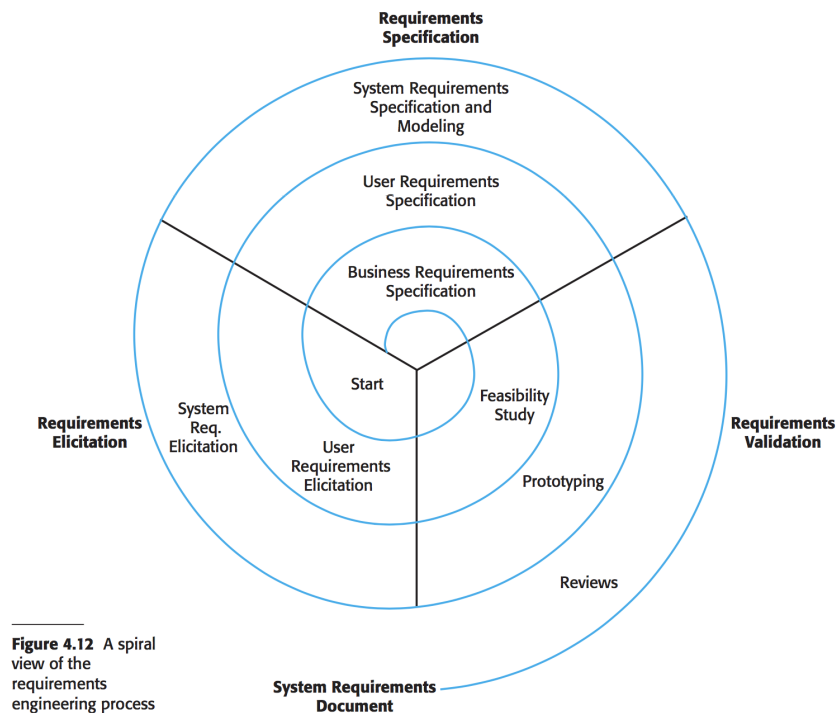 Requirements
Specification
System Requirements
Specification and
Modeling
User Requirements
Specification
Business Requirements
Specification
Start
Feasibility
Study
System
Req.
Elicitation
Requirements
Elicitation
Requirements
Validation
User
Requirements
Elicitation
Prototyping
Reviews
Figure 4.12 A spiral
view of the
requirements
engineering process
System Requirements
Document